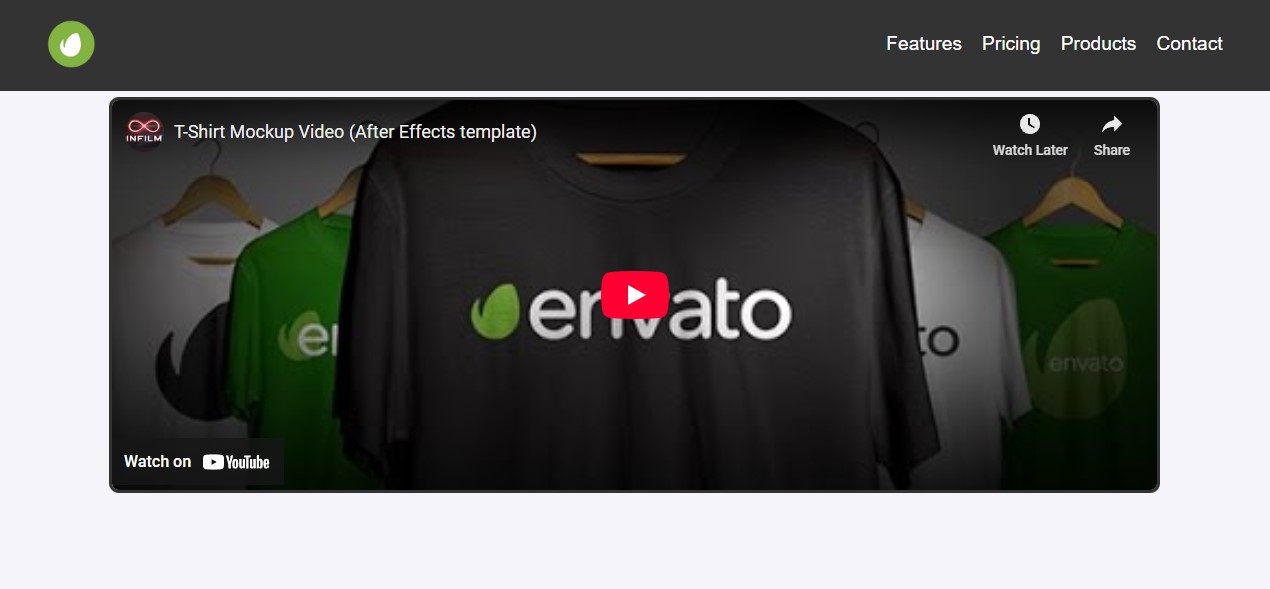 Features Pricing Products Contact
INFILM
T-Shirt Mockup Video (After Effects template)
Watch Later
Share
envato
to
envato
Watch on YouTube